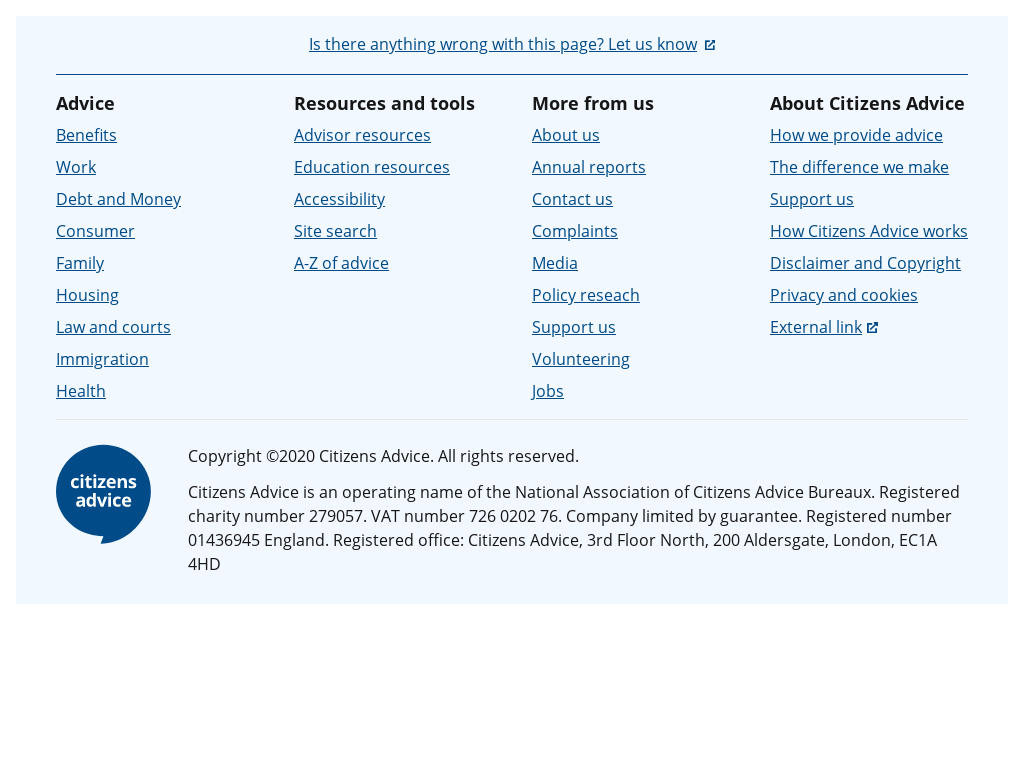 Is there anything wrong with this page? Let us know
Advice
Benefits
Work
Debt and Money
Consumer
Family
Housing
Law and courts
Immigration
Health
Resources and tools
Advisor resources
Education resources
Accessibility
Site search
A-Z of advice
More from us
About us
Annual reports
Contact us
Complaints
Media
Policy reseach
Support us
Volunteering
Jobs
About Citizens Advice
How we provide advice
The difference we make
Support us
How Citizens Advice works
Disclaimer and Copyright
Privacy and cookies
External link
citizens
advice
Copyright ©2020 Citizens Advice. All rights reserved.
Citizens Advice is an operating name of the National Association of Citizens Advice Bureaux. Registered
charity number 279057. VAT number 726 0202 76. Company limited by guarantee. Registered number
01436945 England. Registered office: Citizens Advice, 3rd Floor North, 200 Aldersgate, London, EC1A
4HD